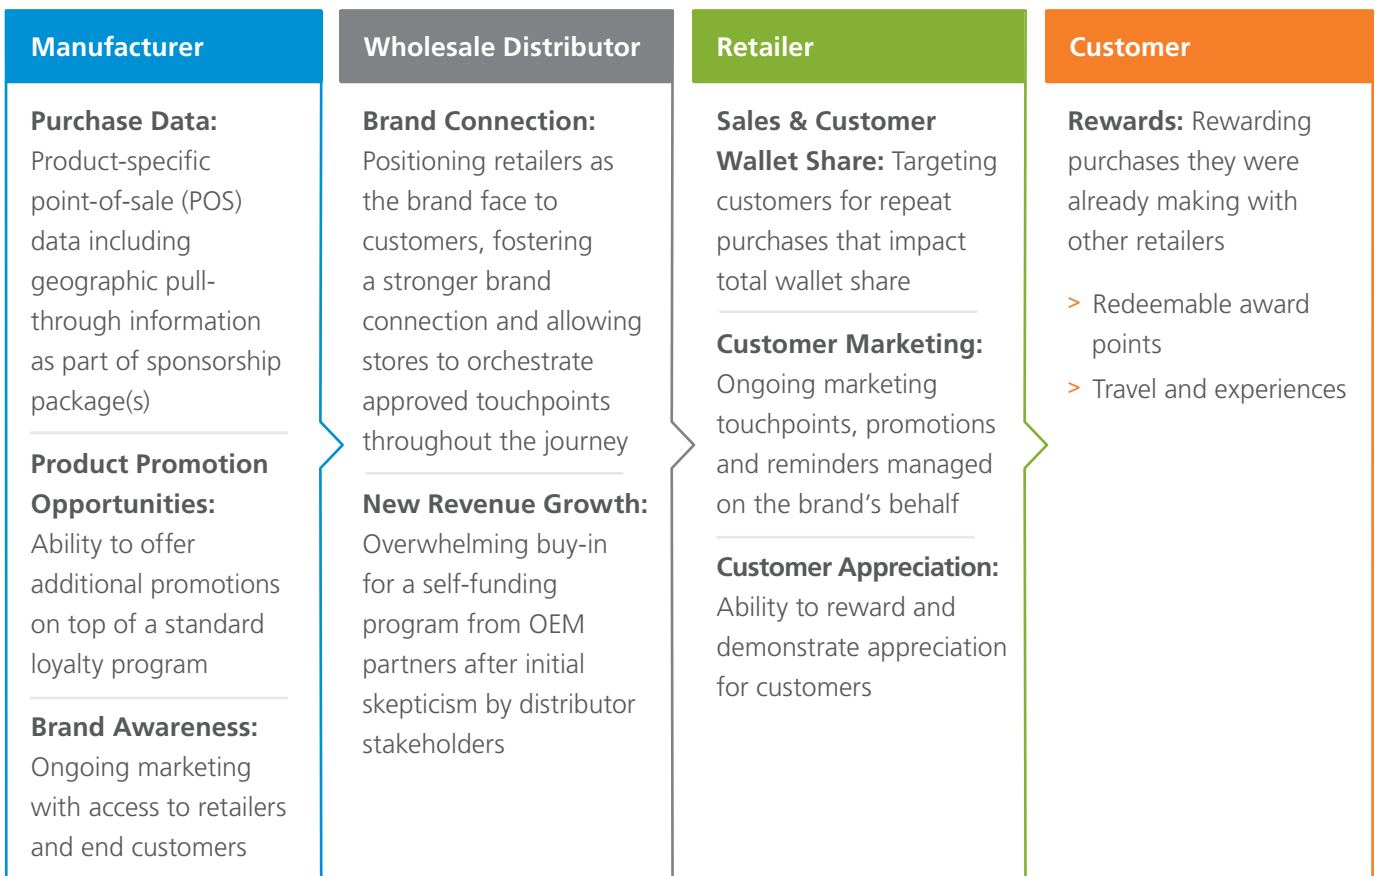 Manufacturer
Purchase Data:
Product-specific
point-of-sale (POS)
data including
geographic pull-
through information
as part of sponsorship
package(s)
Product Promotion
Opportunities:
Ability to offer
additional promotions
on top of a standard
loyalty program
Brand Awareness:
Ongoing marketing
with access to retailers
and end customers
Wholesale Distributor
Brand Connection:
Positioning retailers as
the brand face to
customers, fostering
a stronger brand
connection and allowing
stores to orchestrate
approved touchpoints
throughout the journey
New Revenue Growth:
Overwhelming buy-in
for a self-funding
program from OEM
partners after initial
skepticism by distributor
stakeholders
Retailer
Sales & Customer
Wallet Share: Targeting
customers for repeat
purchases that impact
total wallet share
Customer Marketing:
Ongoing marketing
touchpoints, promotions
and reminders managed
on the brand’s behalf
Customer Appreciation:
Ability to reward and
demonstrate appreciation
for customers
Customer
Rewards: Rewarding
purchases they were
already making with
other retailers
> Redeemable award
points
> Travel and experiences